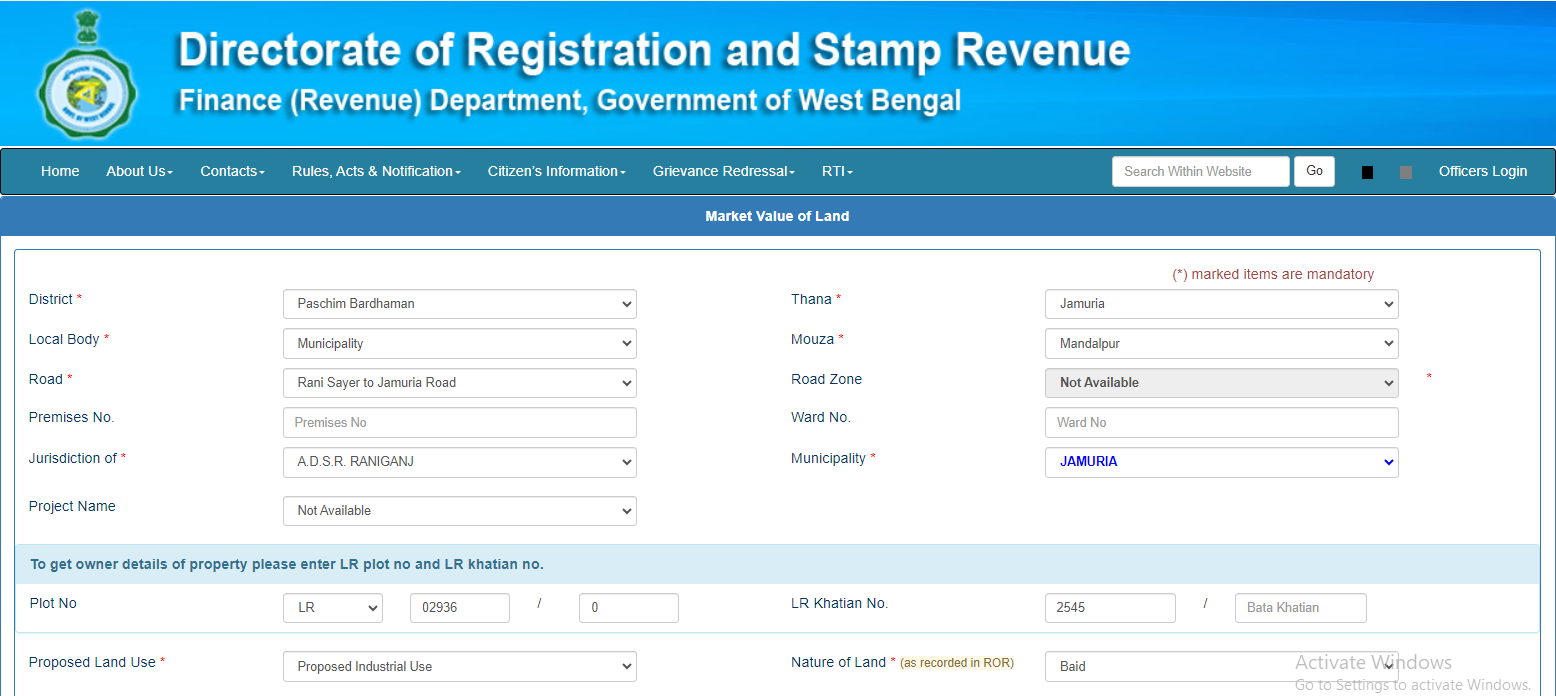 Directorate of Registration and Stamp Revenue
Finance (Revenue) Department, Government of West Bengal
Home About Us Contacts Rules, Acts & Notification Citizen's Information Grievance Redressal RTI Search Within Website Go Officers Login
Market Value of Land
(*) marked items are mandatory
District * Paschim Bardhaman Thana * Jamuria
Local Body * Municipality Mouza * Mandalpur
Road * Rani Sayer to Jamuria Road Road Zone Not Available *
Premises No. Premises No Ward No. Ward No
Jurisdiction of * A.D.S.R. RANIGANJ Municipality * JAMURIA
Project Name Not Available
To get owner details of property please enter LR plot no and LR khatian no.
Plot No LR 02936 / 0 LR Khatian No. 2545 / Bata Khatian
Proposed Land Use * Proposed Industrial Use Nature of Land * (as recorded in ROR) Baid
Activate Windows
Go to Settings to activate Windows.